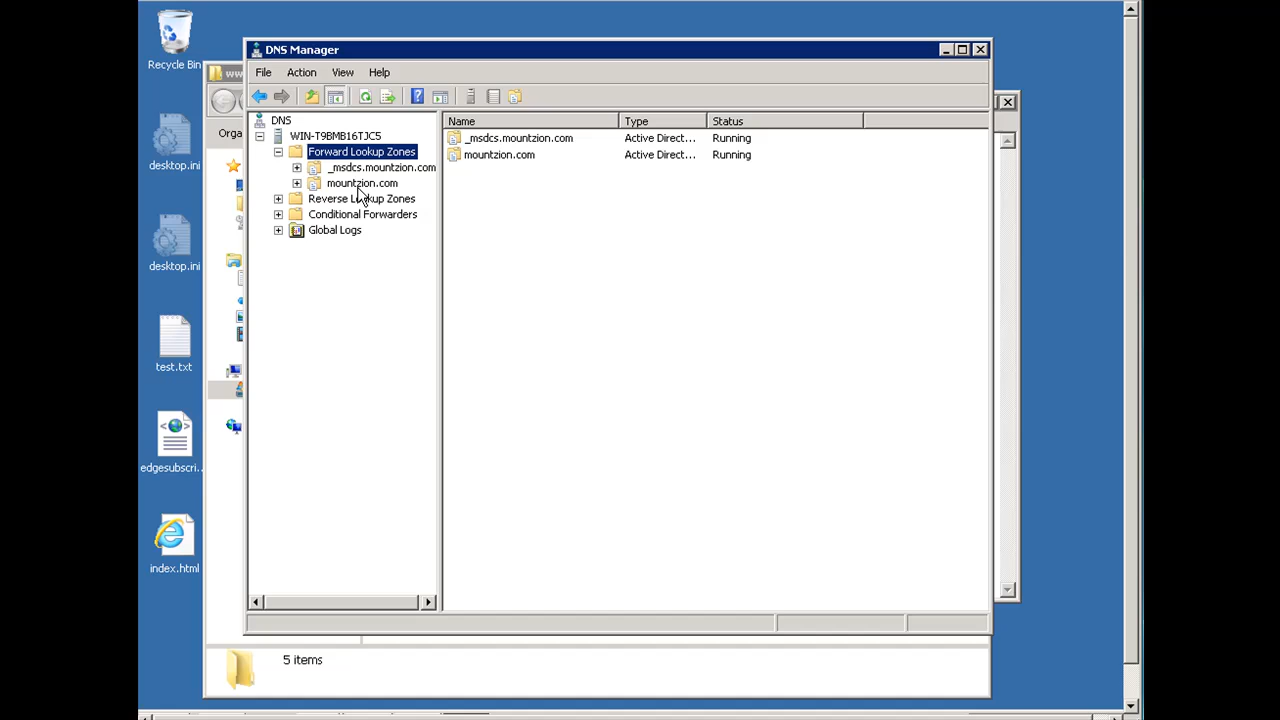 Recycle Bin
desktop.ini
desktop.ini
test.txt
edgesubscri...
index.html
ww
Orga
DNS Manager
File Action View Help
DNS
WIN-T9BMB16TJC5
Forward Lookup Zones
_msdcs.mountzion.com
mountzion.com
Reverse Lookup Zones
Conditional Forwarders
Global Logs
Name Type Status
_msdcs.mountzion.com Active Direct... Running
mountzion.com Active Direct... Running
5 items